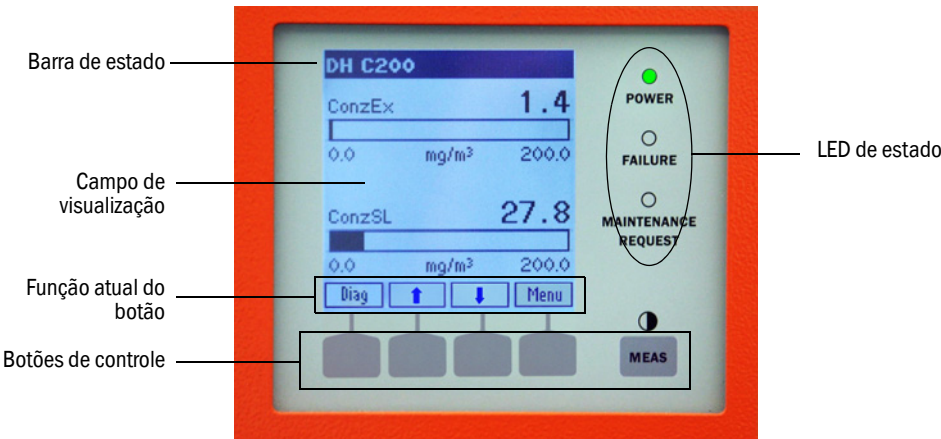 Barra de estado
DH C200
ConzEx 1.4
0.0 mg/m³ 200.0
Campo de
visualização
ConzSL 27.8
0.0 mg/m³ 200.0
Função atual do
botão
Diag Menu
Botões de controle
POWER
FAILURE
MAINTENANCE
REQUEST
MEAS
LED de estado